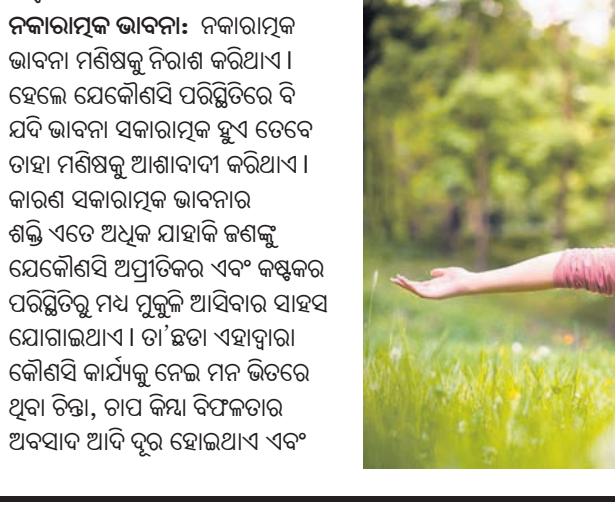 ନକାରାତ୍ମକ ଭାବନା: ନକାରାତ୍ମକ
ଭାବନା ମଣିଷକୁ ନିରାଶ କରିଥାଏ ।
ହେଲେ ଯେକୌଣସି ପରିସ୍ଥିତିରେ ବି
ଯଦି ଭାବନା ସକାରାତ୍ମକ ହୁଏ ତେବେ
ତାହା ମଣିଷକୁ ଆଶାବାଦୀ କରିଥାଏ ।
କାରଣ ସକାରାତ୍ମକ ଭାବନାର
ଶକ୍ତି ଏତେ ଅଧିକ ଯାହାକି ଜଣଙ୍କୁ
ଯେକୌଣସି ଅପ୍ରୀତିକର ଏବଂ କଷ୍ଟକର
ପରିସ୍ଥିତିରୁ ମଧ୍ୟ ମୁକୁଳି ଆସିବାର ସାହସ
ଯୋଗାଇଥାଏ । ତା'ଛଡା ଏହାଦ୍ୱାରା
କୌଣସି କାର୍ଯ୍ୟକୁ ନେଇ ମନ ଭିତରେ
ଥିବା ଚିନ୍ତା, ଚାପ କିମ୍ବା ବିଫଳତାର
ଅବସାଦ ଆଦି ଦୂର ହୋଇଥାଏ ଏବଂ